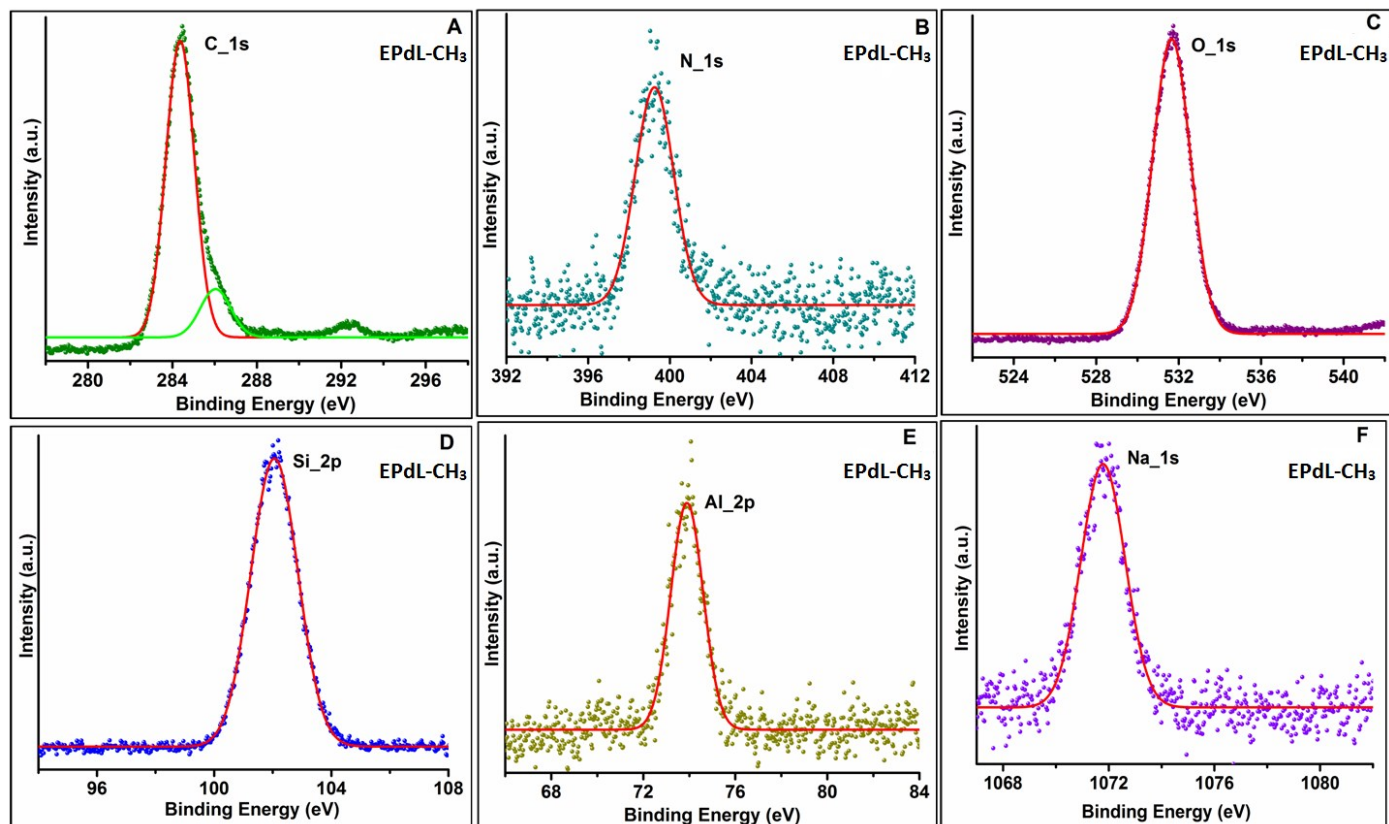 A
C_1s
EPdL-CH₃
Intensity (a.u.)
280 284 288 292 296
Binding Energy (eV)
B
N_1s
EPdL-CH₃
Intensity (a.u.)
392 396 400 404 408 412
Binding Energy (eV)
C
O_1s
EPdL-CH₃
Intensity (a.u.)
524 528 532 536 540
Binding Energy (eV)
D
Si_2p
EPdL-CH₃
Intensity (a.u.)
96 100 104 108
Binding Energy (eV)
E
Al_2p
EPdL-CH₃
Intensity (a.u.)
68 72 76 80 84
Binding Energy (eV)
F
Na_1s
EPdL-CH₃
Intensity (a.u.)
1068 1072 1076 1080
Binding Energy (eV)